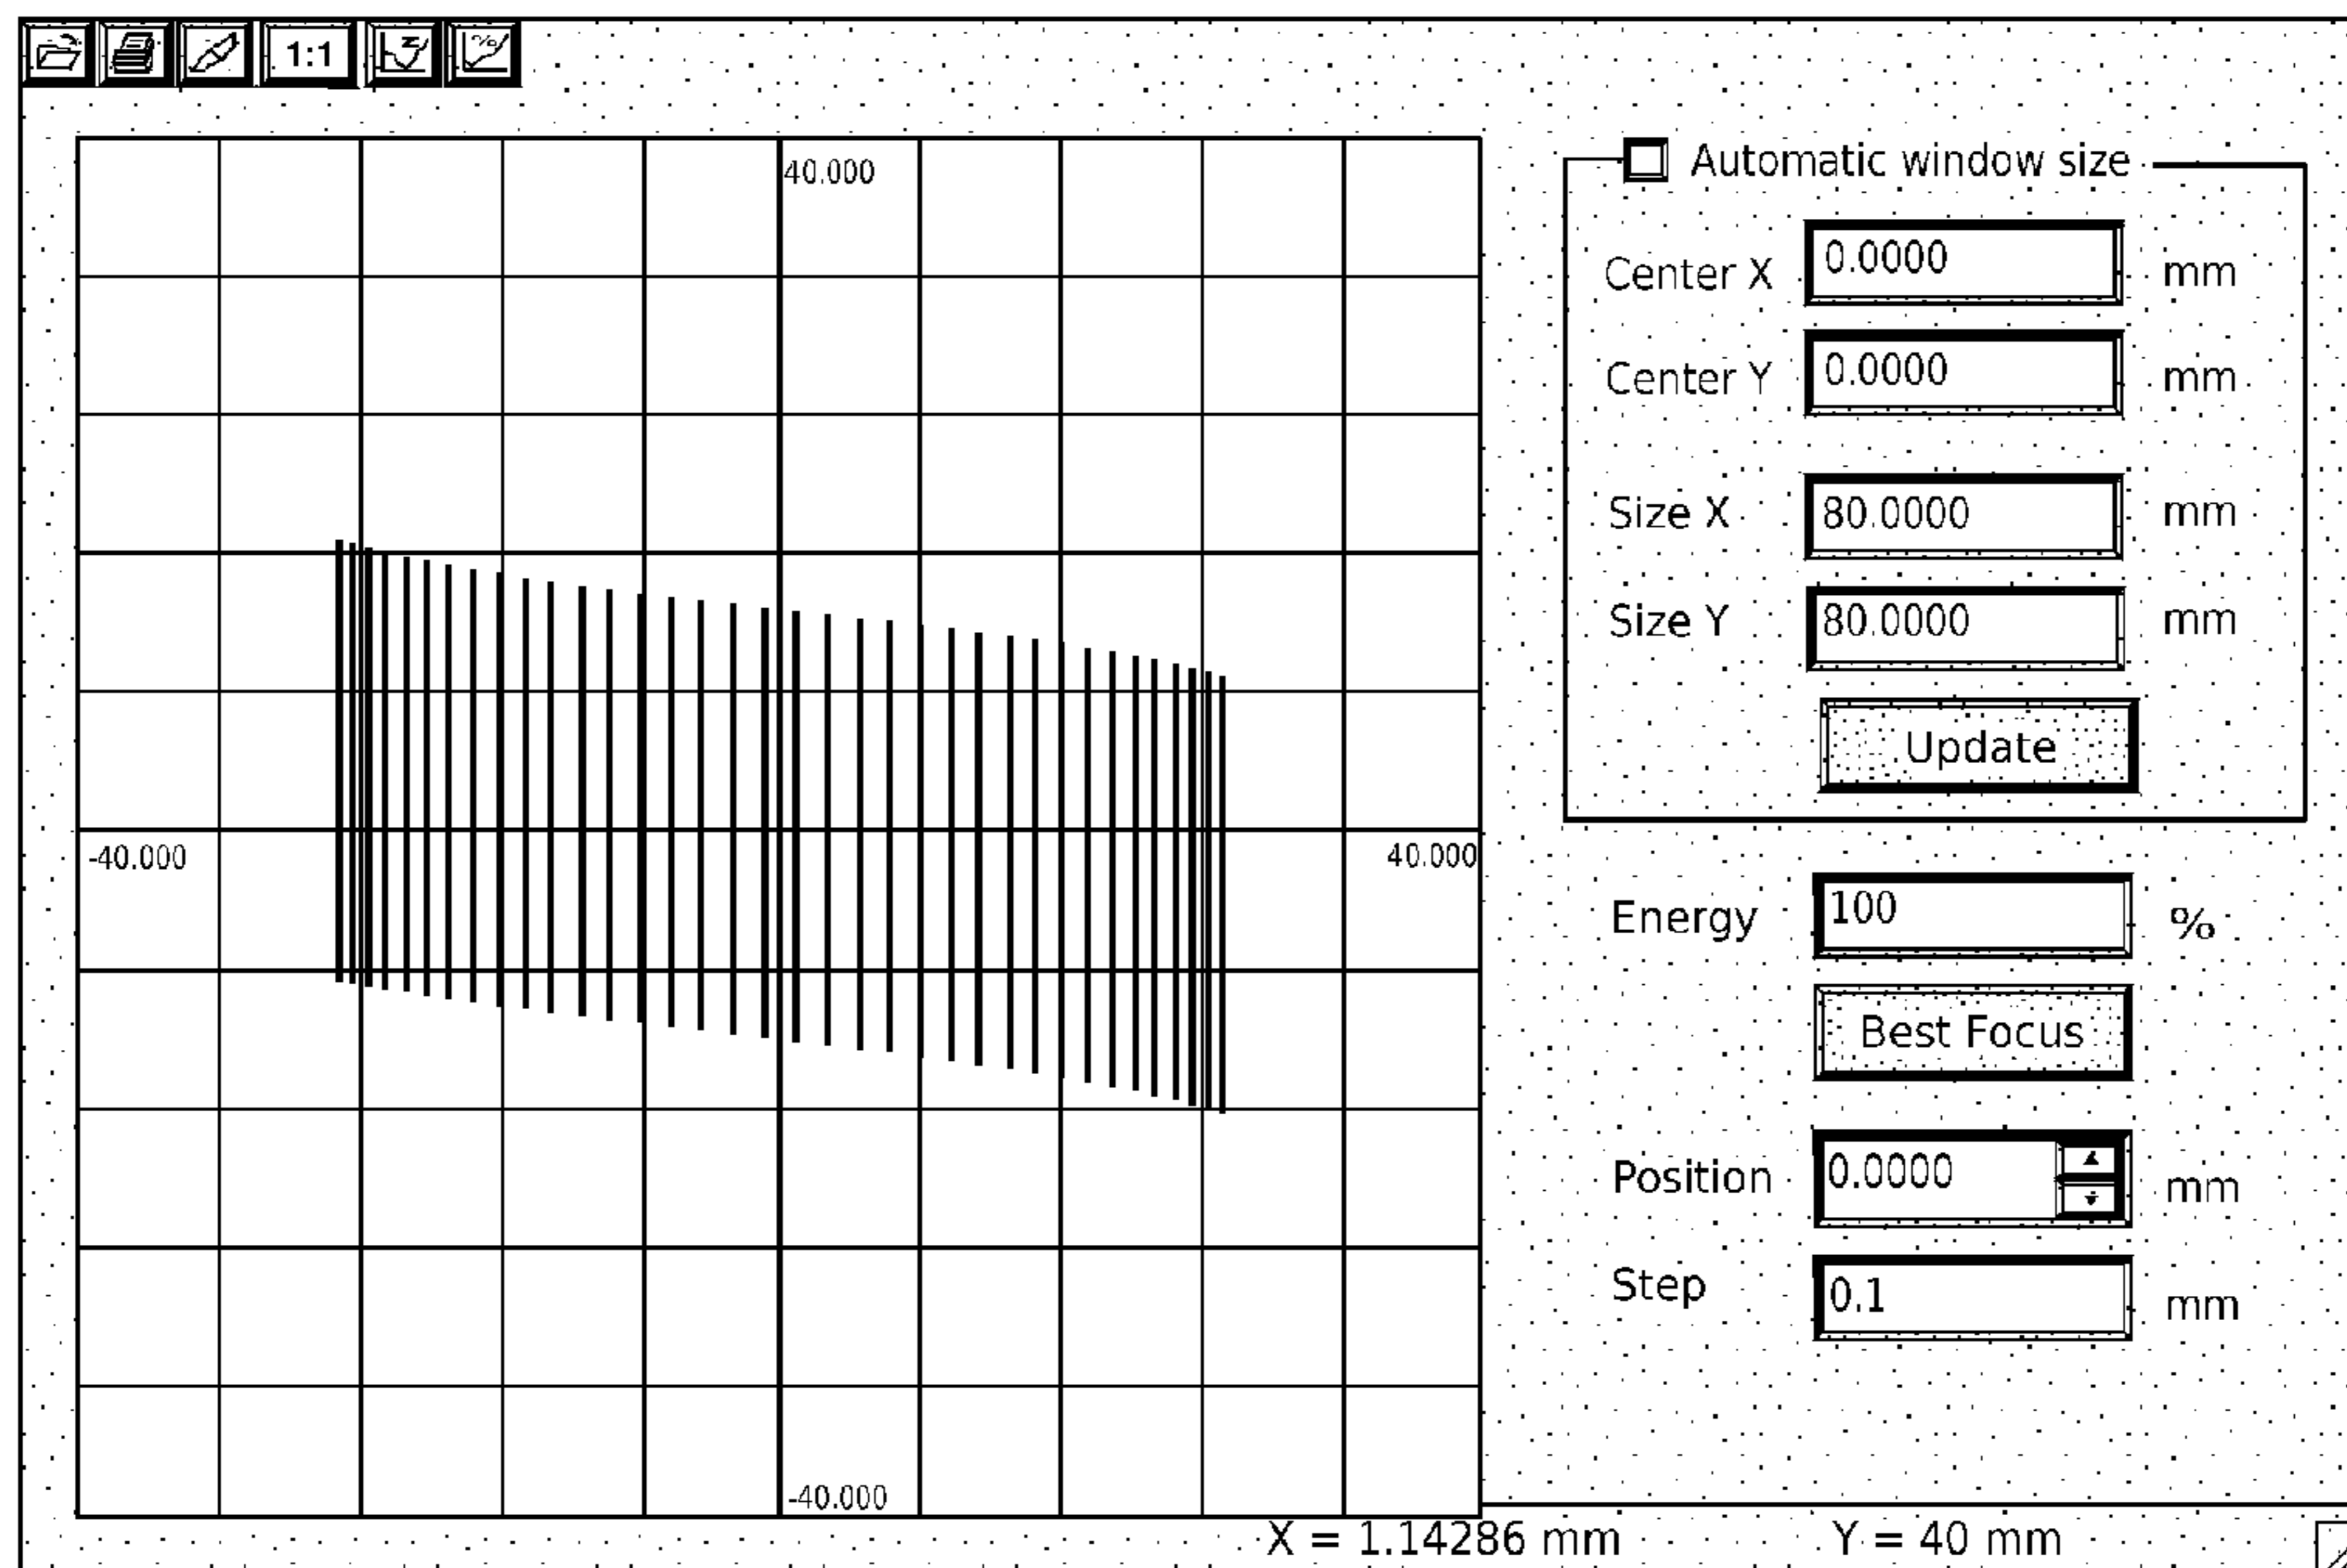 1:1
40.000
-40.000
40.000
-40.000
Automatic window size
Center X 0.0000 mm
Center Y 0.0000 mm
Size X 80.0000 mm
Size Y 80.0000 mm
Update
Energy 100 %
Best Focus
Position 0.0000 mm
Step 0.1 mm
X = 1.14286 mm Y = 40 mm